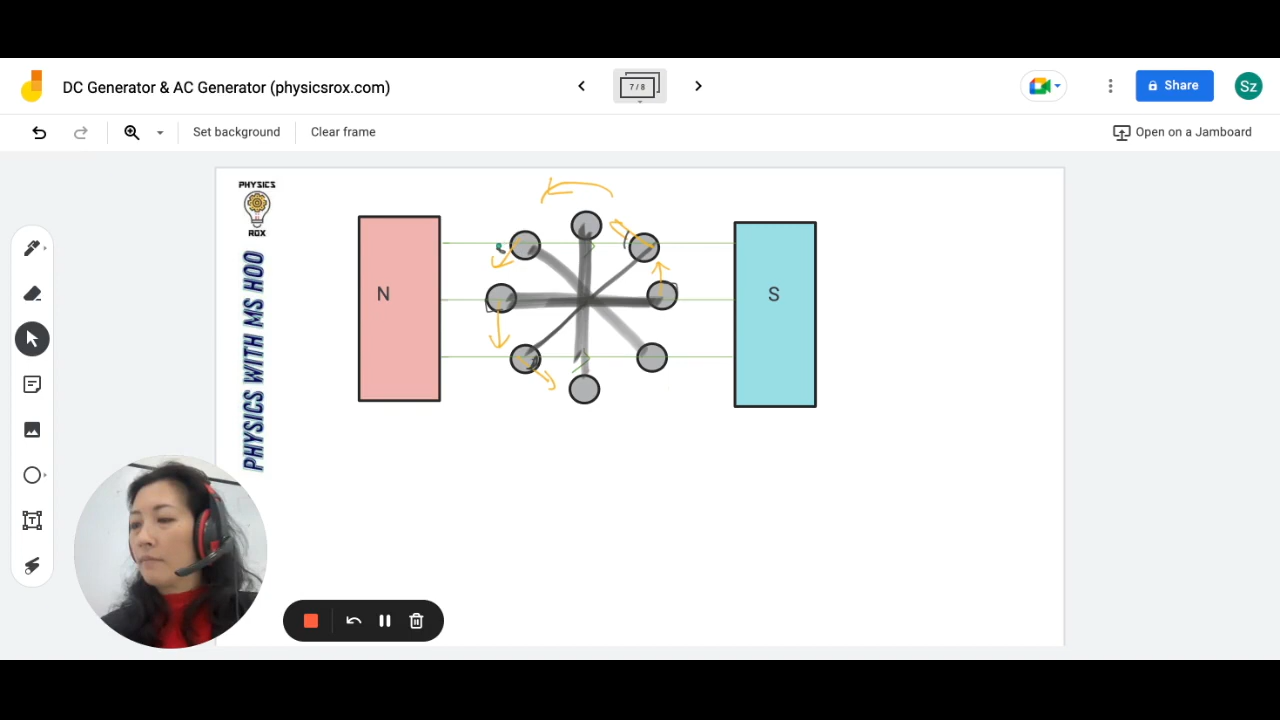 DC Generator & AC Generator (physicsrox.com)
7 / 8
Share
Sz
Set background
Clear frame
Open on a Jamboard
PHYSICS
ROX
PHYSICS WITH MS HOO
N
S
T